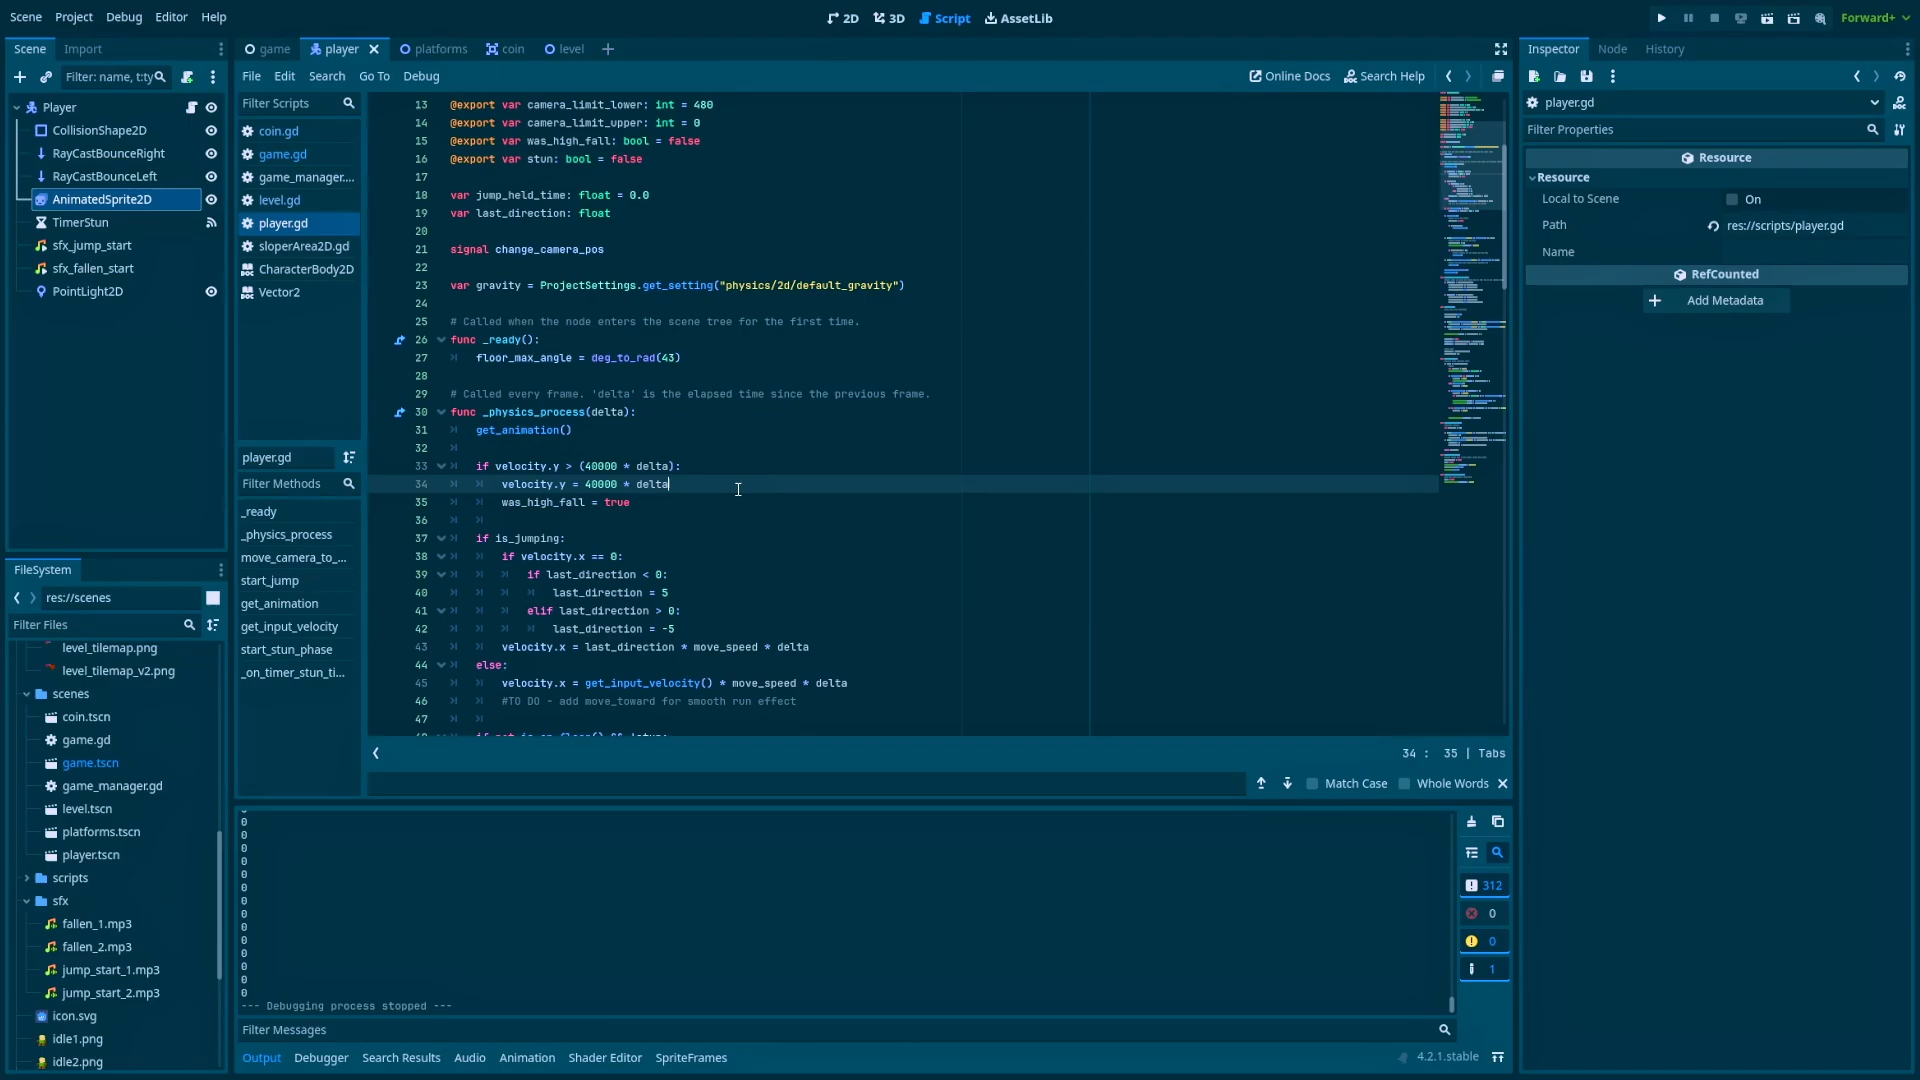 Scene Project Debug Editor Help
2D 3D Script AssetLib
Forward+
Scene Import
Filter: name, t:ty
Player
CollisionShape2D
RayCastBounceRight
RayCastBounceLeft
AnimatedSprite2D
TimerStun
sfx_jump_start
sfx_fallen_start
PointLight2D
FileSystem
res://scenes
Filter Files
level_tilemap.png
level_tilemap_v2.png
scenes
coin.tscn
game.gd
game.tscn
game_manager.gd
level.tscn
platforms.tscn
player.tscn
scripts
sfx
fallen_1.mp3
fallen_2.mp3
jump_start_1.mp3
jump_start_2.mp3
icon.svg
idle1.png
idle2.png
game player platforms coin level
File Edit Search Go To Debug
Online Docs Search Help
Filter Scripts
coin.gd
game.gd
game_manager....
level.gd
player.gd
sloperArea2D.gd
CharacterBody2D
Vector2
player.gd
Filter Methods
_ready
_physics_process
move_camera_to_...
start_jump
get_animation
get_input_velocity
start_stun_phase
_on_timer_stun_ti...
13 @export var camera_limit_lower: int = 480
14 @export var camera_limit_upper: int = 0
15 @export var was_high_fall: bool = false
16 @export var stun: bool = false
17
18 var jump_held_time: float = 0.0
19 var last_direction: float
20
21 signal change_camera_pos
22
23 var gravity = ProjectSettings.get_setting("physics/2d/default_gravity")
24
25 # Called when the node enters the scene tree for the first time.
26 func _ready():
27 floor_max_angle = deg_to_rad(43)
28
29 # Called every frame. 'delta' is the elapsed time since the previous frame.
30 func _physics_process(delta):
31 get_animation()
32
33 if velocity.y > (40000 * delta):
34 velocity.y = 40000 * delta
35 was_high_fall = true
36
37 if is_jumping:
38 if velocity.x == 0:
39 if last_direction < 0:
40 last_direction = 5
41 elif last_direction > 0:
42 last_direction = -5
43 velocity.x = last_direction * move_speed * delta
44 else:
45 velocity.x = get_input_velocity() * move_speed * delta
46 #TO DO - add move_toward for smooth run effect
47
34 : 35 | Tabs
Match Case Whole Words
0
0
0
0
0
0
0
0
0
0
0
0
0
0
--- Debugging process stopped ---
Filter Messages
312
0
0
1
Output Debugger Search Results Audio Animation Shader Editor SpriteFrames
4.2.1.stable
Inspector Node History
player.gd
Filter Properties
Resource
Resource
Local to Scene On
Path res://scripts/player.gd
Name
RefCounted
Add Metadata